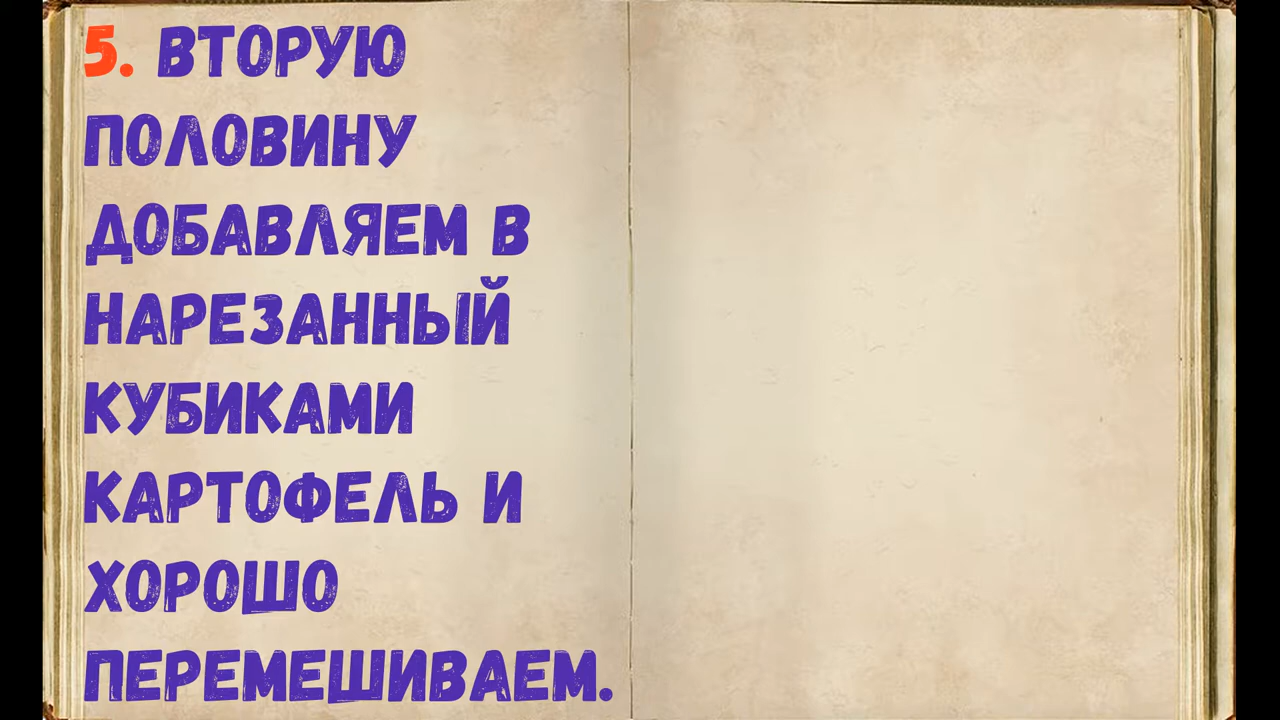 5. ВТОРУЮ
ПОЛОВИНУ
ДОБАВЛЯЕМ В
НАРЕЗАННЫЙ
КУБИКАМИ
КАРТОФЕЛЬ И
ХОРОШО
ПЕРЕМЕШИВАЕМ.